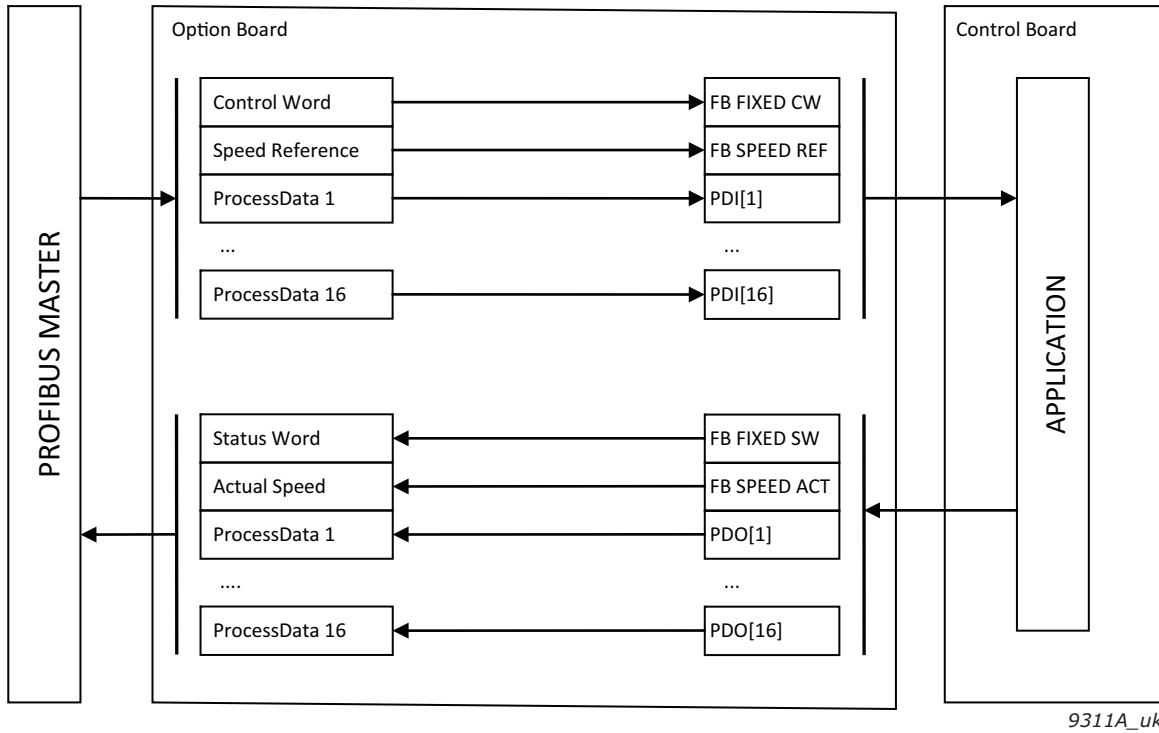 PROFIBUS MASTER
Option Board
Control Word
FB FIXED CW
Speed Reference
FB SPEED REF
ProcessData 1
PDI[1]
...
...
ProcessData 16
PDI[16]
Status Word
FB FIXED SW
Actual Speed
FB SPEED ACT
ProcessData 1
PDO[1]
....
...
ProcessData 16
PDO[16]
Control Board
APPLICATION
9311A_uk